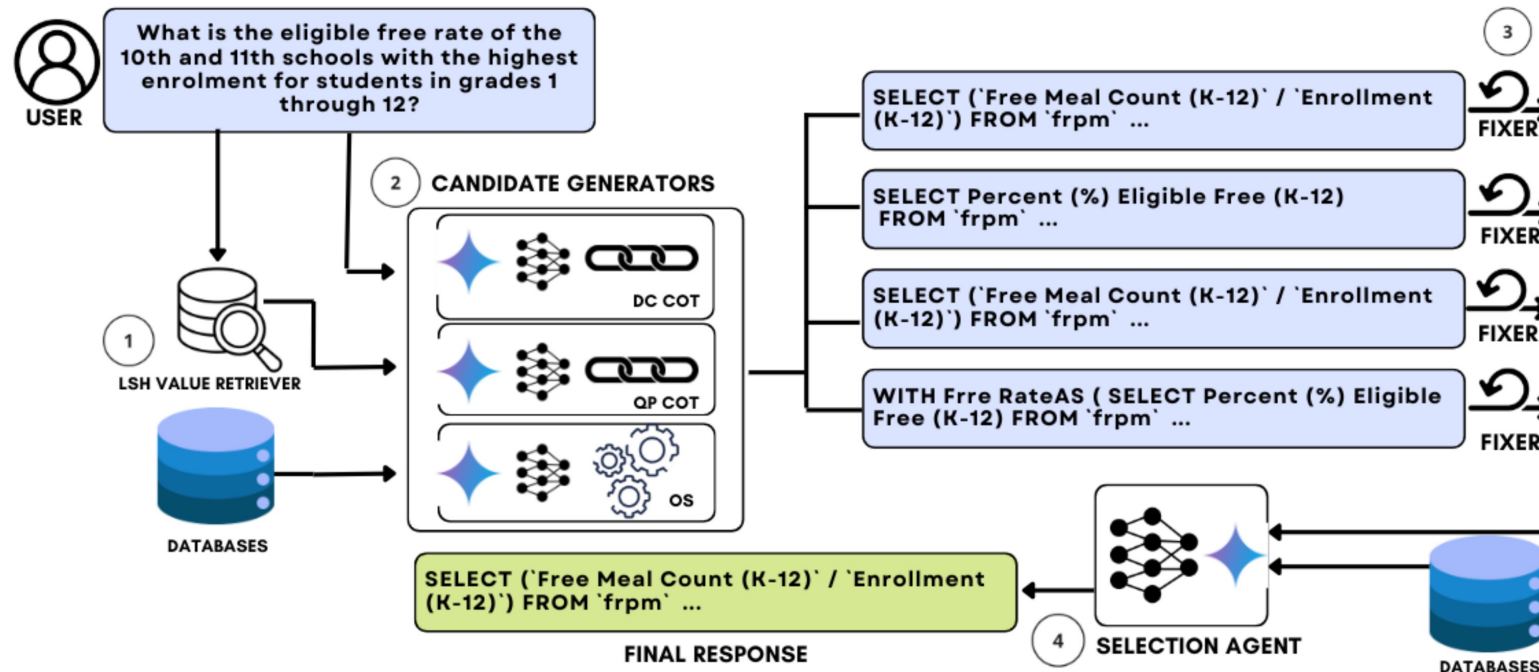 What is the eligible free rate of the
10th and 11th schools with the highest
enrolment for students in grades 1
through 12?
USER
1
LSH VALUE RETRIEVER
DATABASES
2
CANDIDATE GENERATORS
DC COT
QP COT
OS
SELECT (`Free Meal Count (K-12)` / `Enrollment
(K-12)`) FROM `frpm` ...
SELECT Percent (%) Eligible Free (K-12)
FROM `frpm` ...
SELECT (`Free Meal Count (K-12)` / `Enrollment
(K-12)`) FROM `frpm` ...
WITH Frre RateAS ( SELECT Percent (%) Eligible
Free (K-12) FROM `frpm` ...
3
FIXER
FIXER
FIXER
FIXER
SELECT (`Free Meal Count (K-12)` / `Enrollment
(K-12)`) FROM `frpm` ...
FINAL RESPONSE
4
SELECTION AGENT
DATABASES